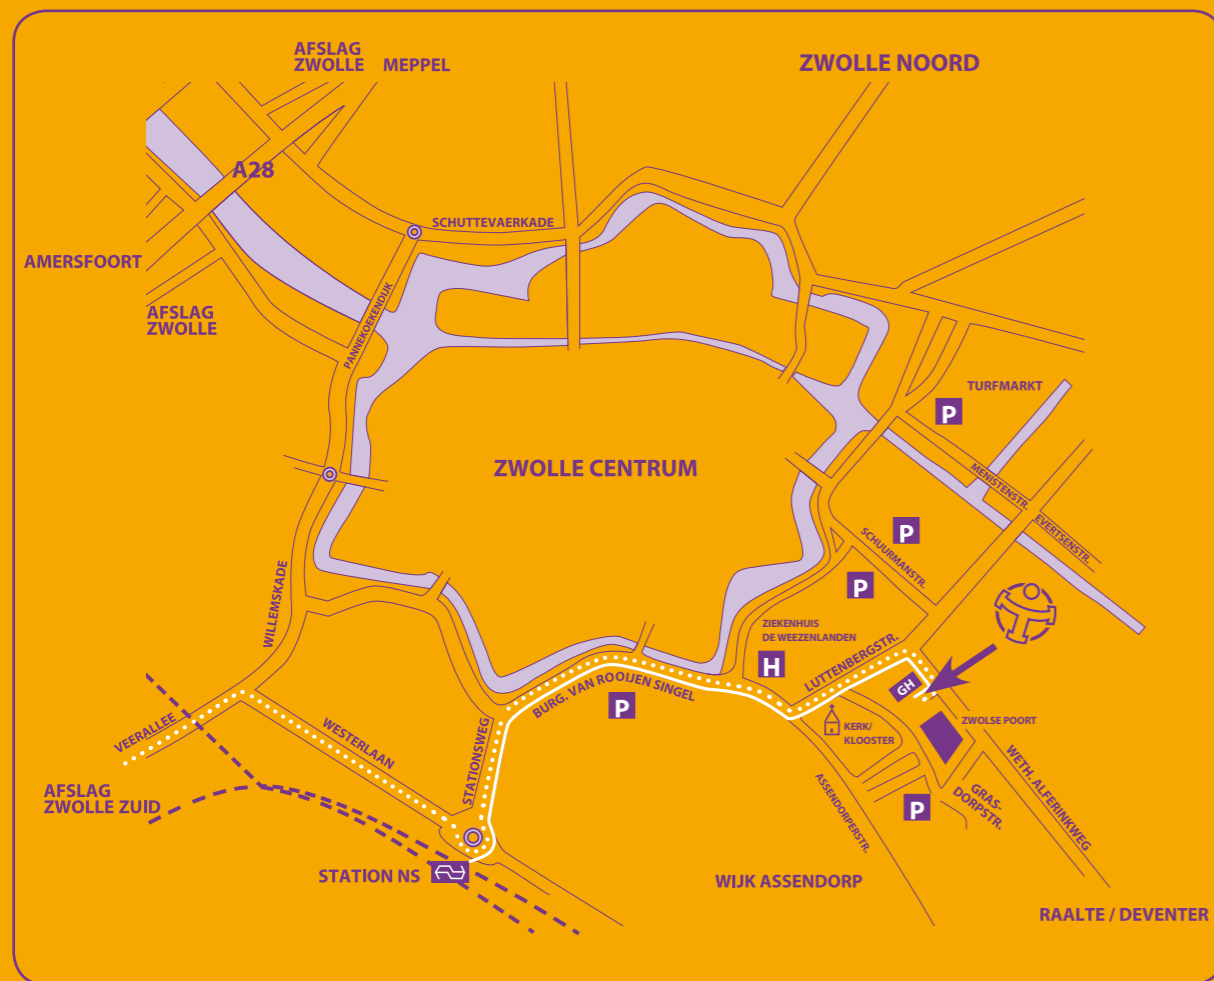 AFSLAG
ZWOLLE
MEPPEL
ZWOLLE NOORD
A28
SCHUTTEVAERKADE
AMERSFOORT
AFSLAG
ZWOLLE
PANNEKOEKENDIJK
TURFMARKT
P
ZWOLLE CENTRUM
MENISTENSTR.
EVERTSENSTR.
P
SCHUURMANSTR.
P
WILLEMSKADE
ZIEKENHUIS
DE WEEZENLANDEN
H
LUTTENBERGSTR.
GH
BURG. VAN ROOIJEN SINGEL
P
KERK/
KLOOSTER
ZWOLSE POORT
VEERALLEE
WESTERLAAN
STATIONSWEG
WETH. ALFERINKWEG
AFSLAG
ZWOLLE ZUID
ASSENDORPERSTR.
GRAS-
DORPSTR.
P
STATION NS
WIJK ASSENDORP
RAALTE / DEVENTER